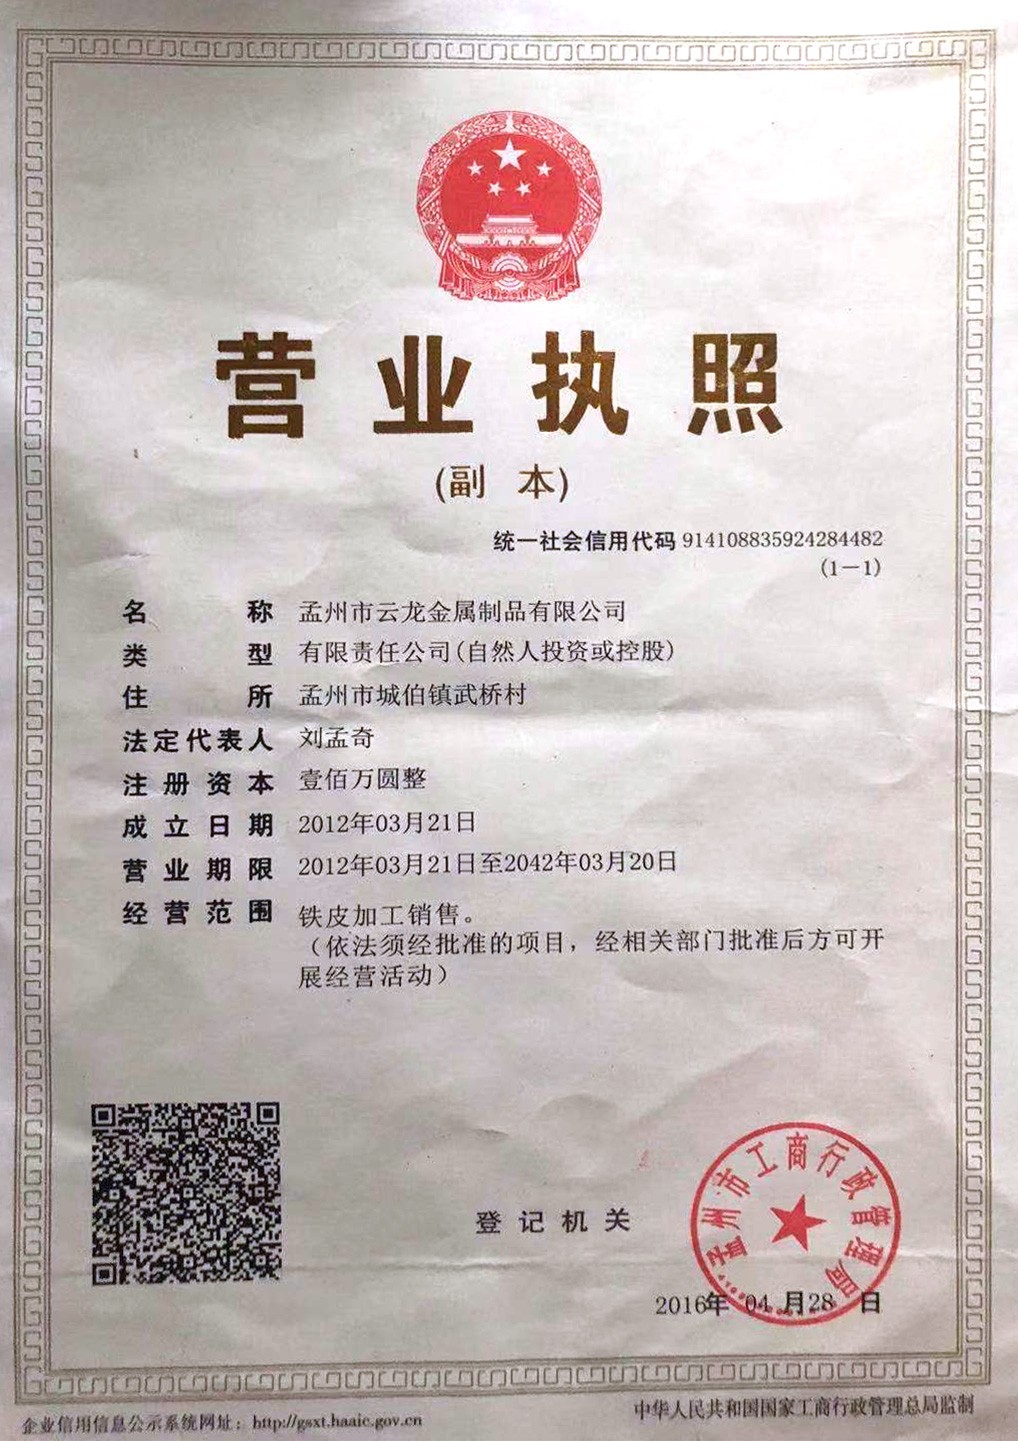 营业执照
(副 本)
统一社会信用代码 914108835924284482
(1-1)
名称 孟州市云龙金属制品有限公司
类型 有限责任公司(自然人投资或控股)
住所 孟州市城伯镇武桥村
法定代表人 刘孟奇
注册资本 壹佰万圆整
成立日期 2012年03月21日
营业期限 2012年03月21日至2042年03月20日
经营范围 铁皮加工销售。
（依法须经批准的项目，经相关部门批准后方可开
展经营活动）
孟州市工商行政管理局
登记机关
2016年 04 月28 日
企业信用信息公示系统网址：http://gsxt.haaic.gov.cn
中华人民共和国国家工商行政管理总局监制